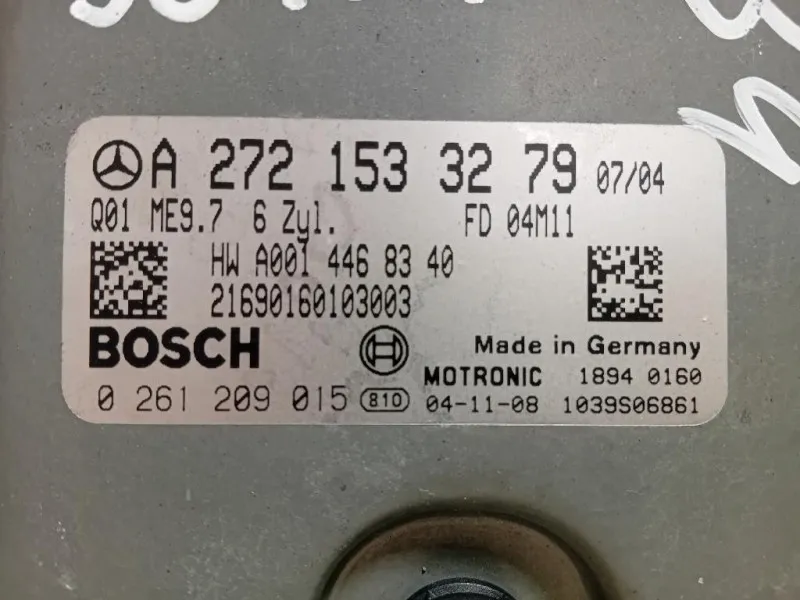 A 272 153 32 79 07/04
Q01 ME9.7 6 Zyl. FD 04M11
HW A001 446 83 40
21690160103003
BOSCH Made in Germany
MOTRONIC 1894 0160
0 261 209 015 810 04-11-08 1039S06861